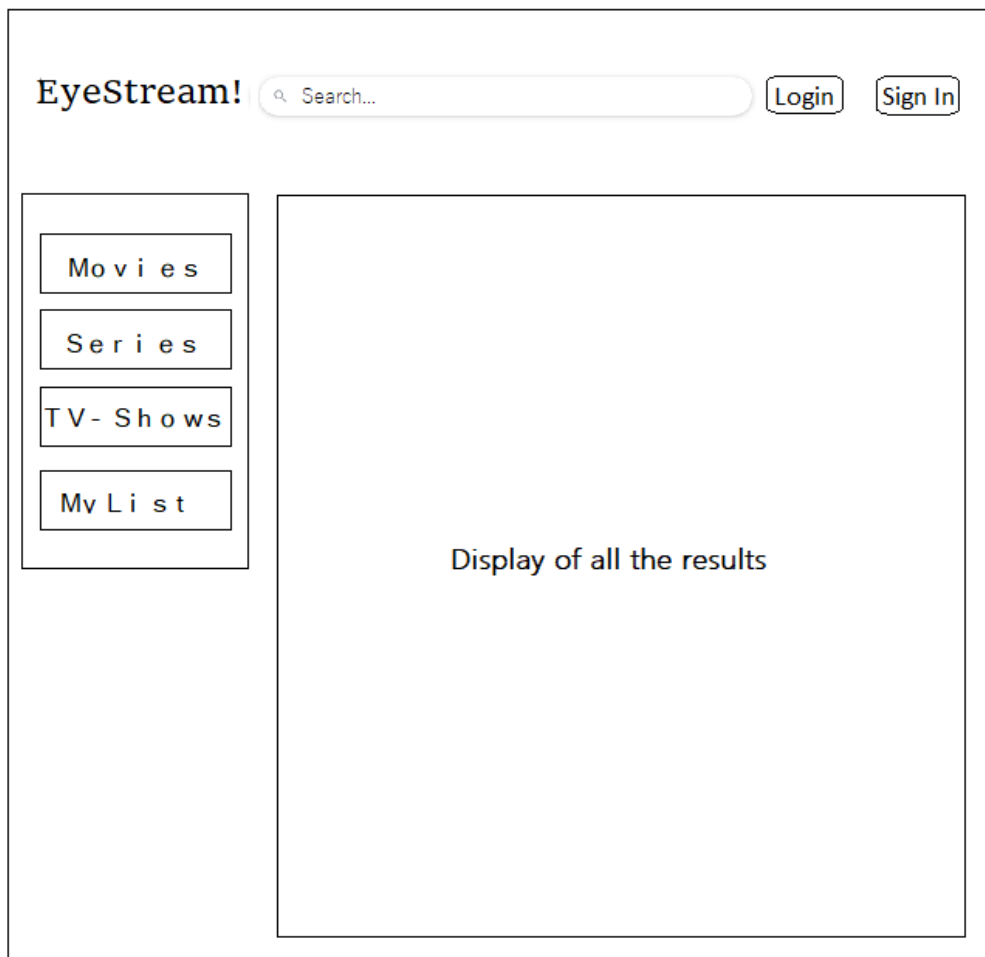 EyeStream!
Search...
Login
Sign In
Movies
Series
TV- Shows
My List
Display of all the results